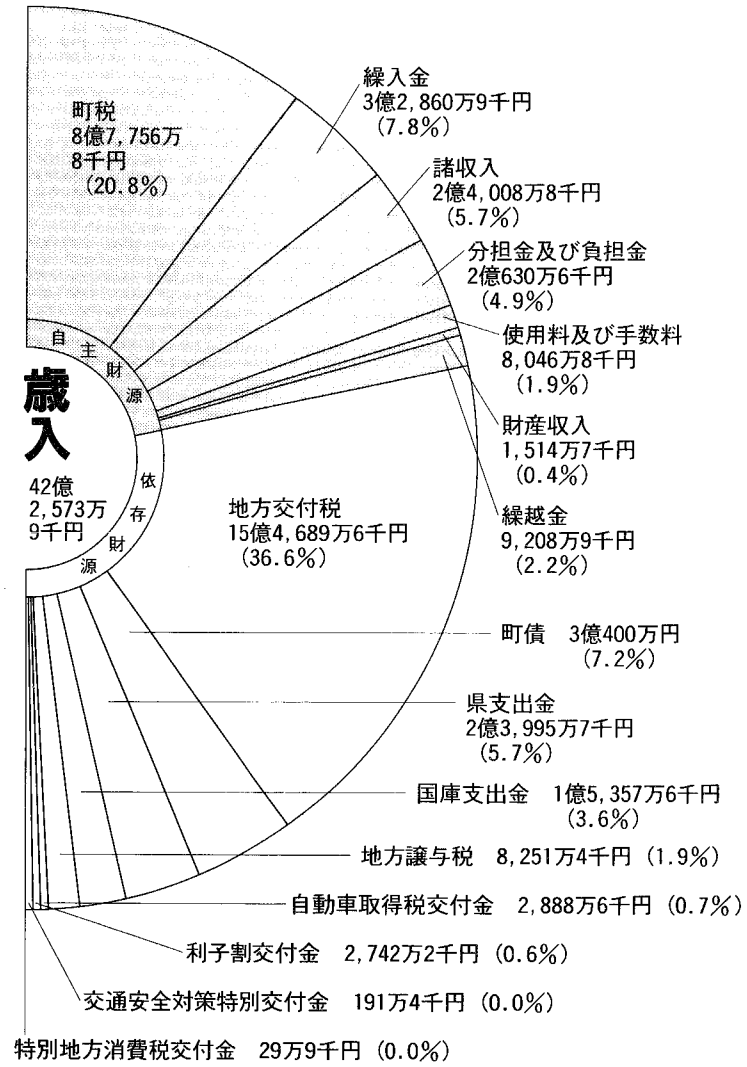 町税
8億7,756万
8千円
(20.8%)
繰入金
3億2,860万9千円
(7.8%)
諸収入
2億4,008万8千円
(5.7%)
分担金及び負担金
2億630万6千円
(4.9%)
使用料及び手数料
8,046万8千円
(1.9%)
財産収入
1,514万7千円
(0.4%)
繰越金
9,208万9千円
(2.2%)
自主財源
歳入
42億
2,573万
9千円
依存財源
地方交付税
15億4,689万6千円
(36.6%)
町債 3億400万円
(7.2%)
県支出金
2億3,995万7千円
(5.7%)
国庫支出金 1億5,357万6千円
(3.6%)
地方譲与税 8,251万4千円 (1.9%)
自動車取得税交付金 2,888万6千円 (0.7%)
利子割交付金 2,742万2千円 (0.6%)
交通安全対策特別交付金 191万4千円 (0.0%)
特別地方消費税交付金 29万9千円 (0.0%)